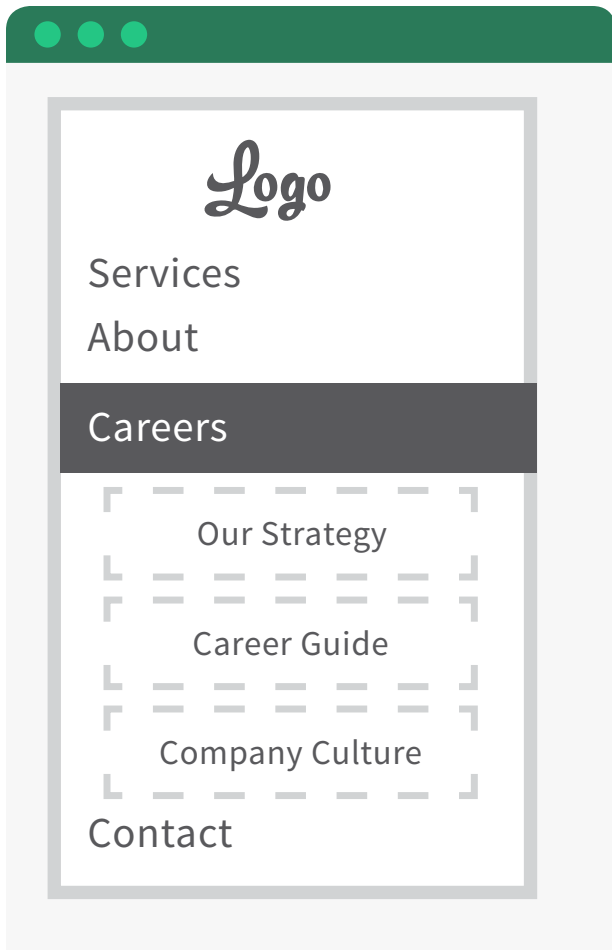 Logo
Services
About
Careers
Our Strategy
Career Guide
Company Culture
Contact